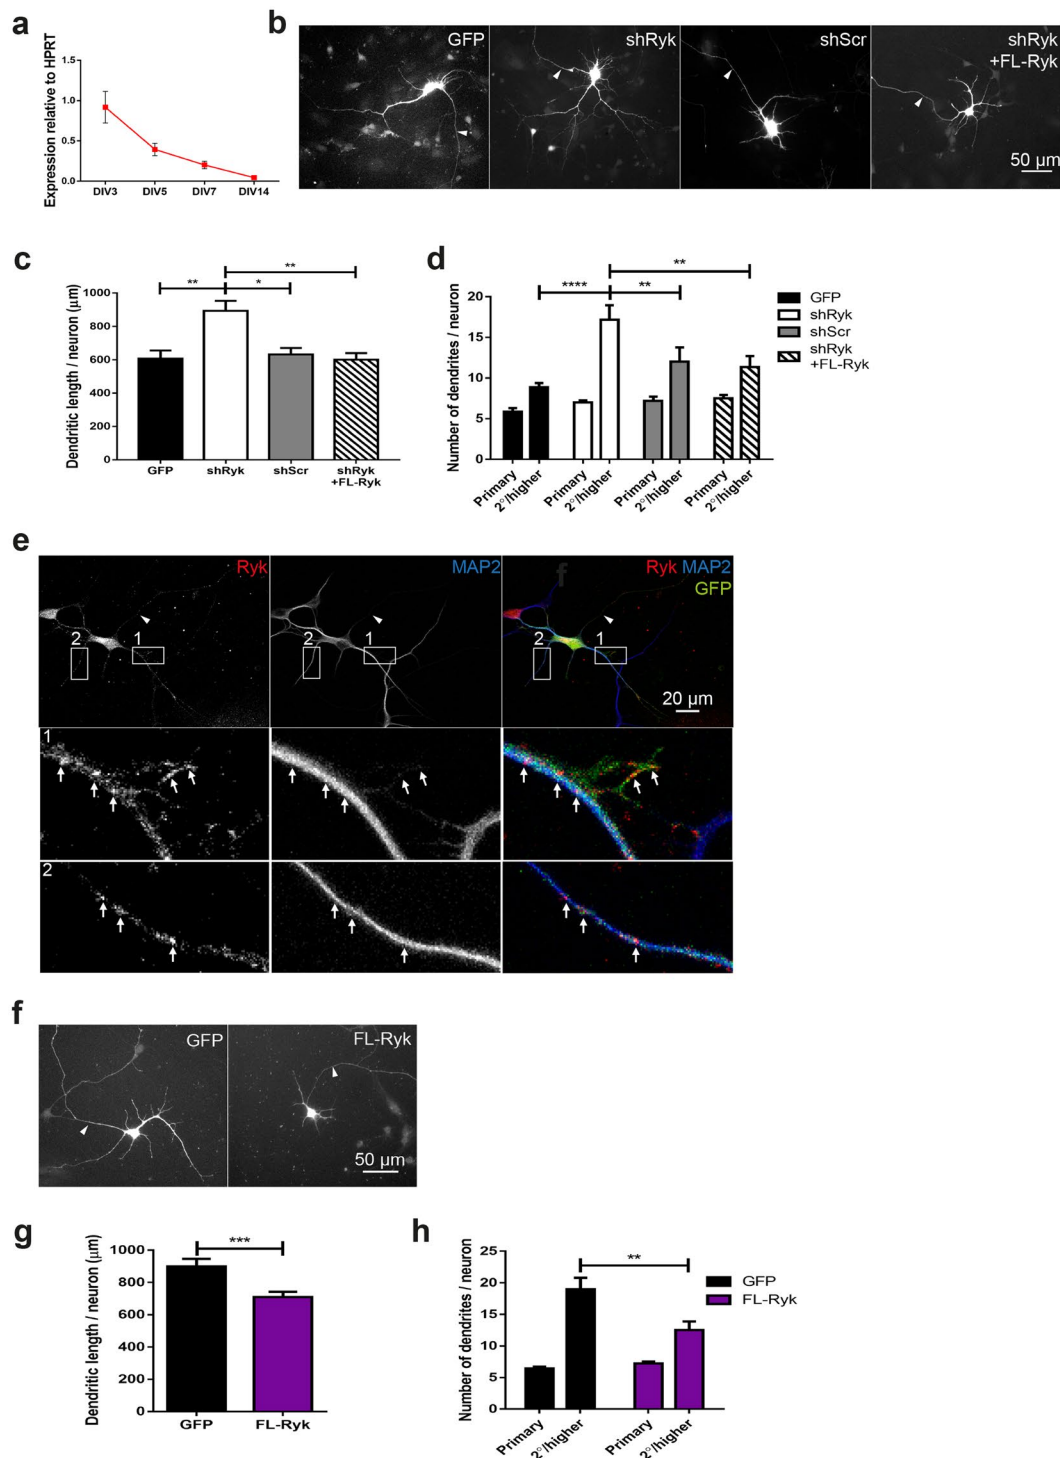 a
Expression relative to HPRT
1.5
1.0
0.5
0.0
DIV3 DIV5 DIV7 DIV14
b
GFP shRyk shScr shRyk
+FL-Ryk
50 µm
c
Dendritic length / neuron (µm)
1000
800
600
400
200
0
** * **
GFP shRyk shScr shRyk
+FL-Ryk
d
Number of dendrites / neuron
20
15
10
5
0
**** ** **
Primary 2°/higher Primary 2°/higher Primary 2°/higher Primary 2°/higher
GFP
shRyk
shScr
shRyk
+FL-Ryk
e
Ryk MAP2 f Ryk MAP2
GFP
2 1 2 1 2 1
20 µm
1
2
f
GFP FL-Ryk
50 µm
g
Dendritic length / neuron (µm)
1000
800
600
400
200
0
***
GFP FL-Ryk
h
Number of dendrites / neuron
25
20
15
10
5
0
**
Primary 2°/higher Primary 2°/higher
GFP
FL-Ryk